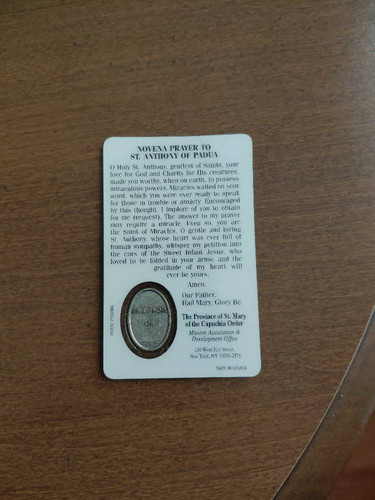 NOVENA PRAYER TO
ST. ANTHONY OF PADUA
O Holy St. Anthony, gentlest of Saints, your
love for God and Charity for His creatures,
made you worthy, when on earth, to possess
miraculous powers. Miracles waited on your
word, which you were ever ready to speak
for those in trouble or anxiety. Encouraged
by this thought, I implore of you to obtain
for me (request). The answer to my prayer
may require a miracle. Even so, you are
the Saint of Miracles. O gentle and loving
St. Anthony, whose heart was ever full of
human sympathy, whisper my petition into
the ears of the Sweet Infant Jesus, who
loved to be folded in your arms; and the
gratitude of my heart will
ever be yours.
Amen.
Our Father,
Hail Mary, Glory Be.
The Province of St. Mary
of the Capuchin Order
Mission Association &
Development Office
New York, NY